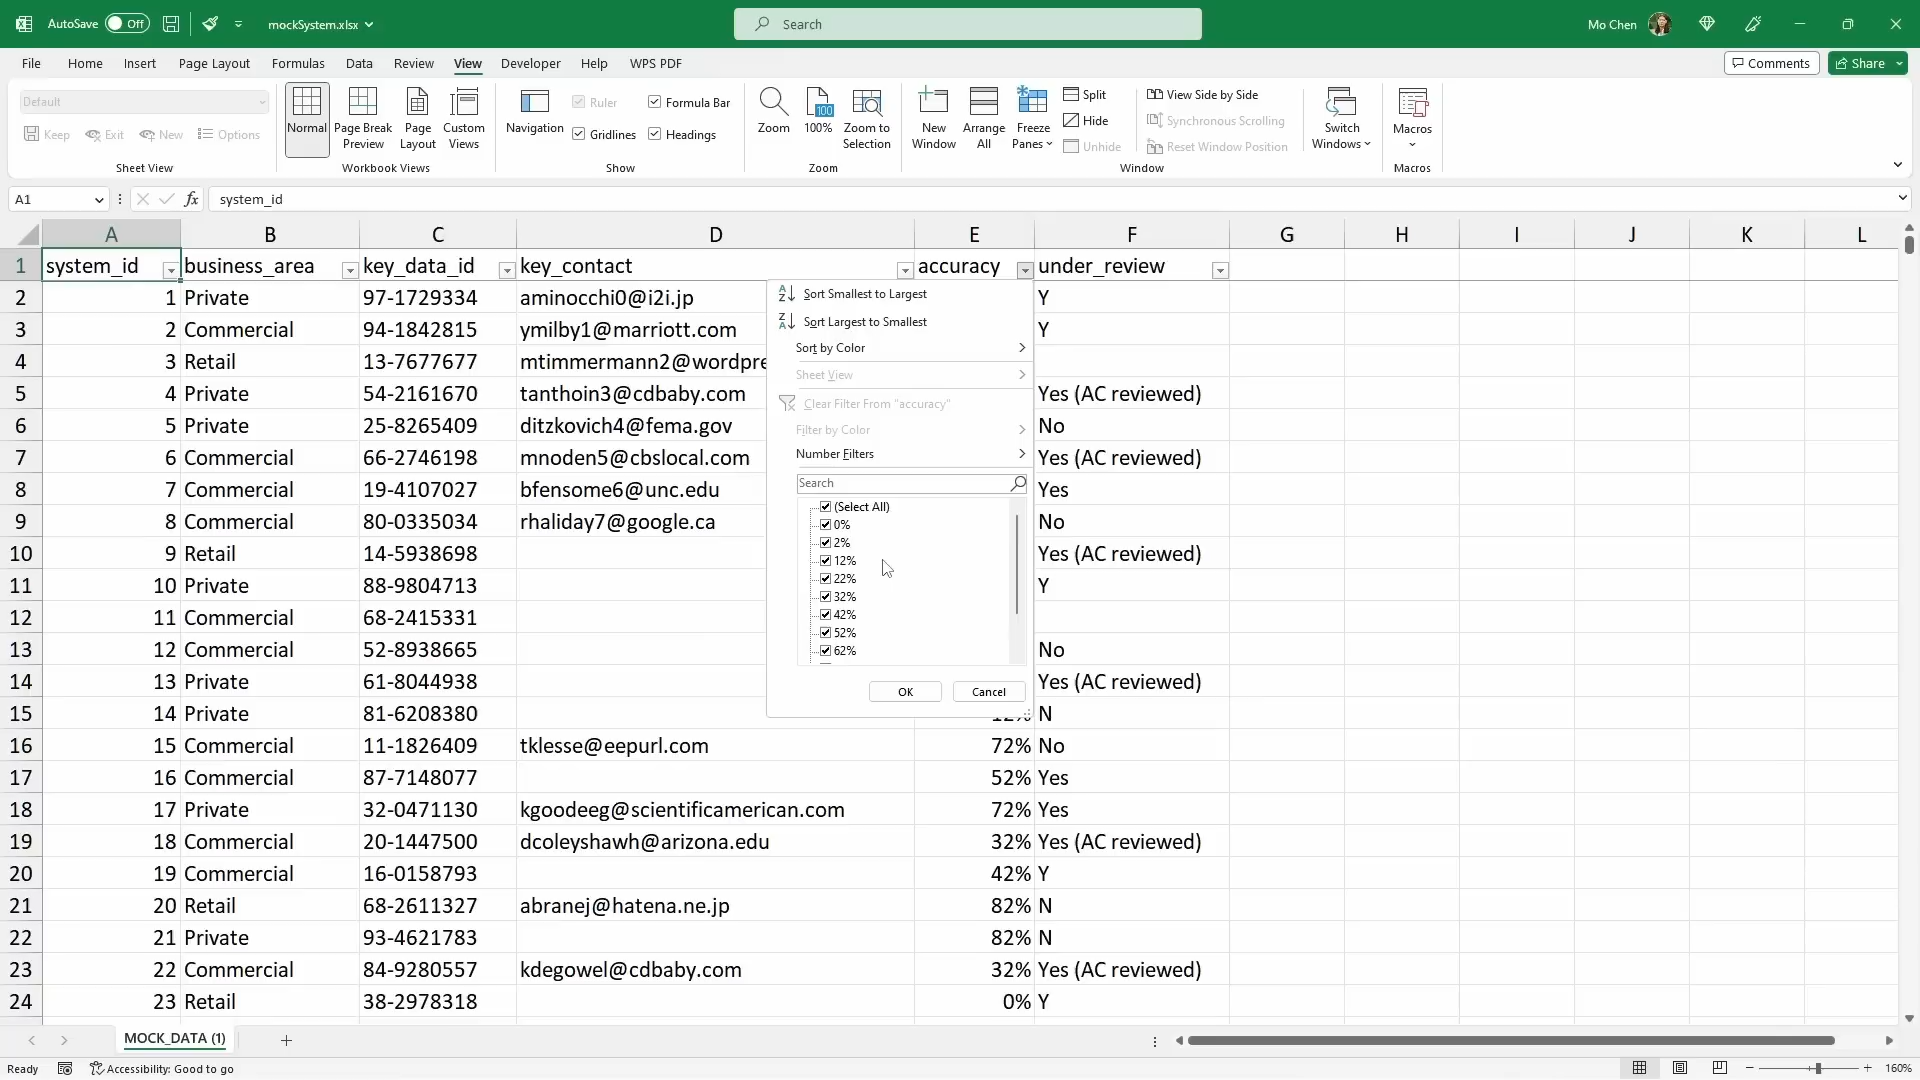 AutoSave Off mockSystem.xlsx Search Mo Chen
File Home Insert Page Layout Formulas Data Review View Developer Help WPS PDF Comments Share
Default
Keep Exit New Options
Sheet View
Normal Page Break Preview Page Layout Custom Views
Workbook Views
Navigation Ruler Formula Bar
Gridlines Headings
Show
Zoom 100 100% Zoom to Selection
Zoom
New Window Arrange All Freeze Panes
Split
Hide
Unhide
View Side by Side
Synchronous Scrolling
Reset Window Position
Switch Windows
Window
Macros
Macros
A1 fx system_id
A B C D E F G H I J K L
1 system_id business_area key_data_id key_contact accuracy under_review
2 1 Private 97-1729334 aminocchi0@i2i.jp Y
3 2 Commercial 94-1842815 ymilby1@marriott.com Y
4 3 Retail 13-7677677 mtimmermann2@wordpre
5 4 Private 54-2161670 tanthoin3@cdbaby.com Yes (AC reviewed)
6 5 Private 25-8265409 ditzkovich4@fema.gov No
7 6 Commercial 66-2746198 mnoden5@cbslocal.com Yes (AC reviewed)
8 7 Commercial 19-4107027 bfensome6@unc.edu Yes
9 8 Commercial 80-0335034 rhaliday7@google.ca No
10 9 Retail 14-5938698 Yes (AC reviewed)
11 10 Private 88-9804713 Y
12 11 Commercial 68-2415331
13 12 Commercial 52-8938665 No
14 13 Private 61-8044938 Yes (AC reviewed)
15 14 Private 81-6208380 12% N
16 15 Commercial 11-1826409 tklesse@eepurl.com 72% No
17 16 Commercial 87-7148077 52% Yes
18 17 Private 32-0471130 kgoodeeg@scientificamerican.com 72% Yes
19 18 Commercial 20-1447500 dcoleyshawh@arizona.edu 32% Yes (AC reviewed)
20 19 Commercial 16-0158793 42% Y
21 20 Retail 68-2611327 abranej@hatena.ne.jp 82% N
22 21 Private 93-4621783 82% N
23 22 Commercial 84-9280557 kdegowel@cdbaby.com 32% Yes (AC reviewed)
24 23 Retail 38-2978318 0% Y
Sort Smallest to Largest
Sort Largest to Smallest
Sort by Color
Sheet View
Clear Filter From "accuracy"
Filter by Color
Number Filters
Search
(Select All)
0%
2%
12%
22%
32%
42%
52%
62%
OK Cancel
MOCK_DATA (1)
Ready Accessibility: Good to go 160%